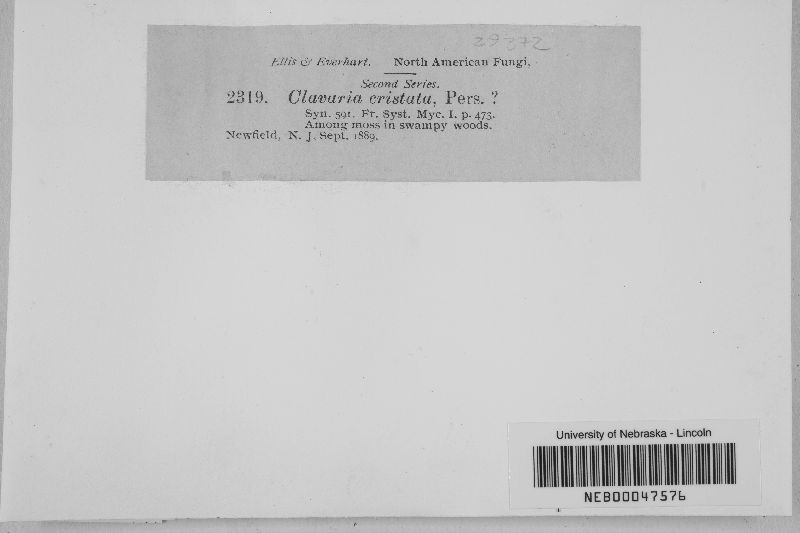 29372
Ellis & Everhart. North American Fungi.
Second Series.
2319. Clavaria cristata, Pers. ?
Syn. 591. Fr. Syst. Myc. I. p. 473.
Among moss in swampy woods.
Newfield, N. J. Sept. 1889.
University of Nebraska - Lincoln
NEB00047576